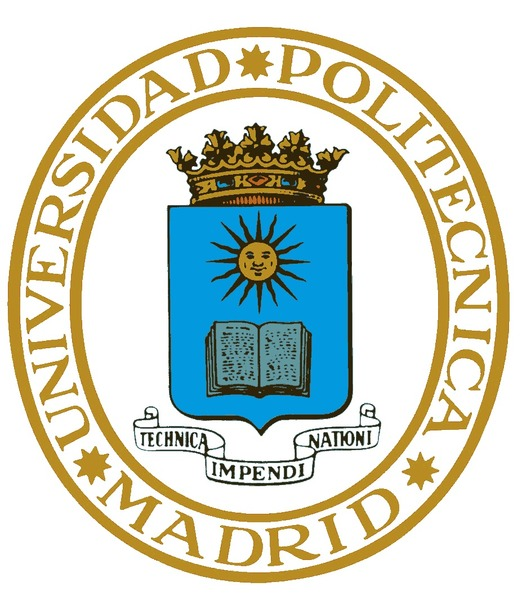 UNIVERSIDAD POLITECNICA
MADRID
TECHNICA
IMPENDI
NATIONI